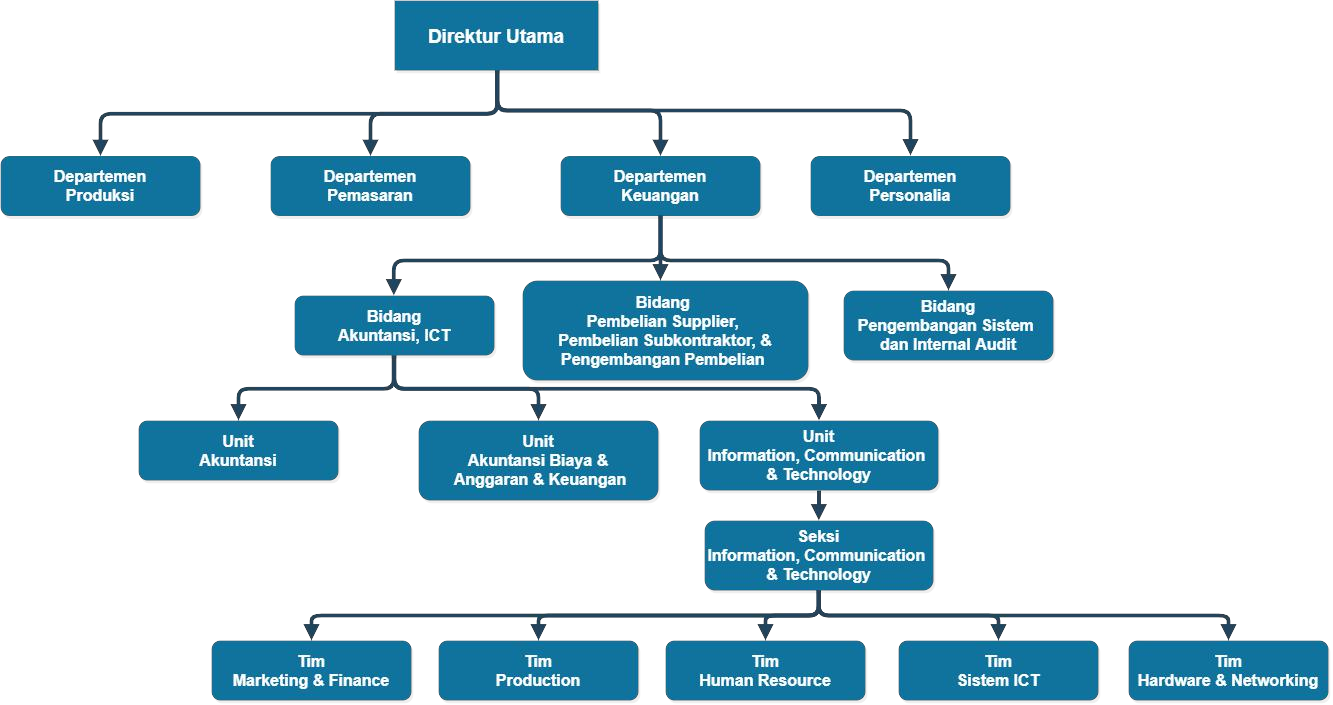 Direktur Utama
Departemen
Produksi
Departemen
Pemasaran
Departemen
Keuangan
Departemen
Personalia
Bidang
Akuntansi, ICT
Bidang
Pembelian Supplier,
Pembelian Subkontraktor, &
Pengembangan Pembelian
Bidang
Pengembangan Sistem
dan Internal Audit
Unit
Akuntansi
Unit
Akuntansi Biaya &
Anggaran & Keuangan
Unit
Information, Communication
& Technology
Seksi
Information, Communication
& Technology
Tim
Marketing & Finance
Tim
Production
Tim
Human Resource
Tim
Sistem ICT
Tim
Hardware & Networking